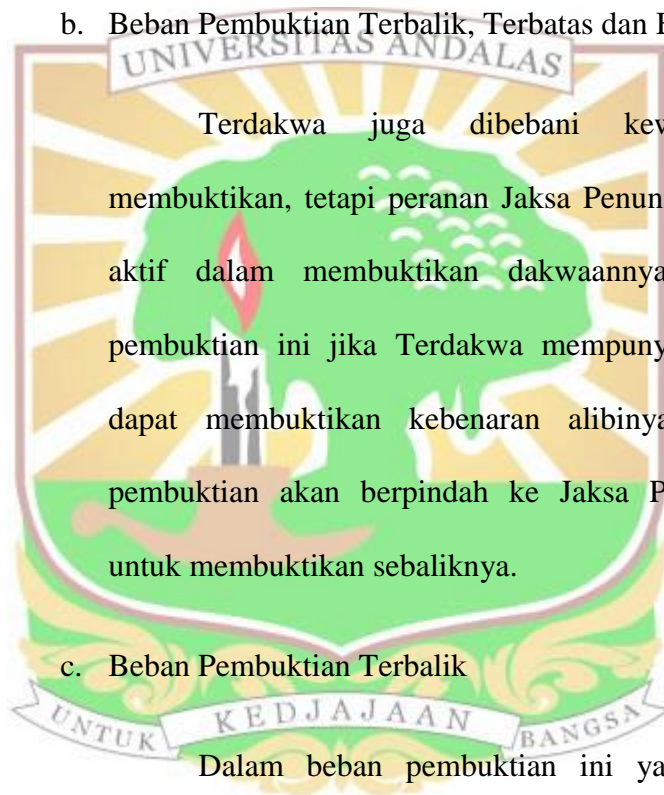 b. Beban Pembuktian Terbalik, Terbatas dan
UNIVERSITAS ANDALAS
Terdakwa juga dibebani
membuktikan, tetapi peranan Jaksa
aktif dalam membuktikan dakwaannya
pembuktian ini jika Terdakwa
dapat membuktikan kebenaran alibinya
pembuktian akan berpindah ke Jaksa
untuk membuktikan sebaliknya.
c. Beban Pembuktian Terbalik
UNTUK KEDJAJAAN BANGSA
Dalam beban pembuktian ini